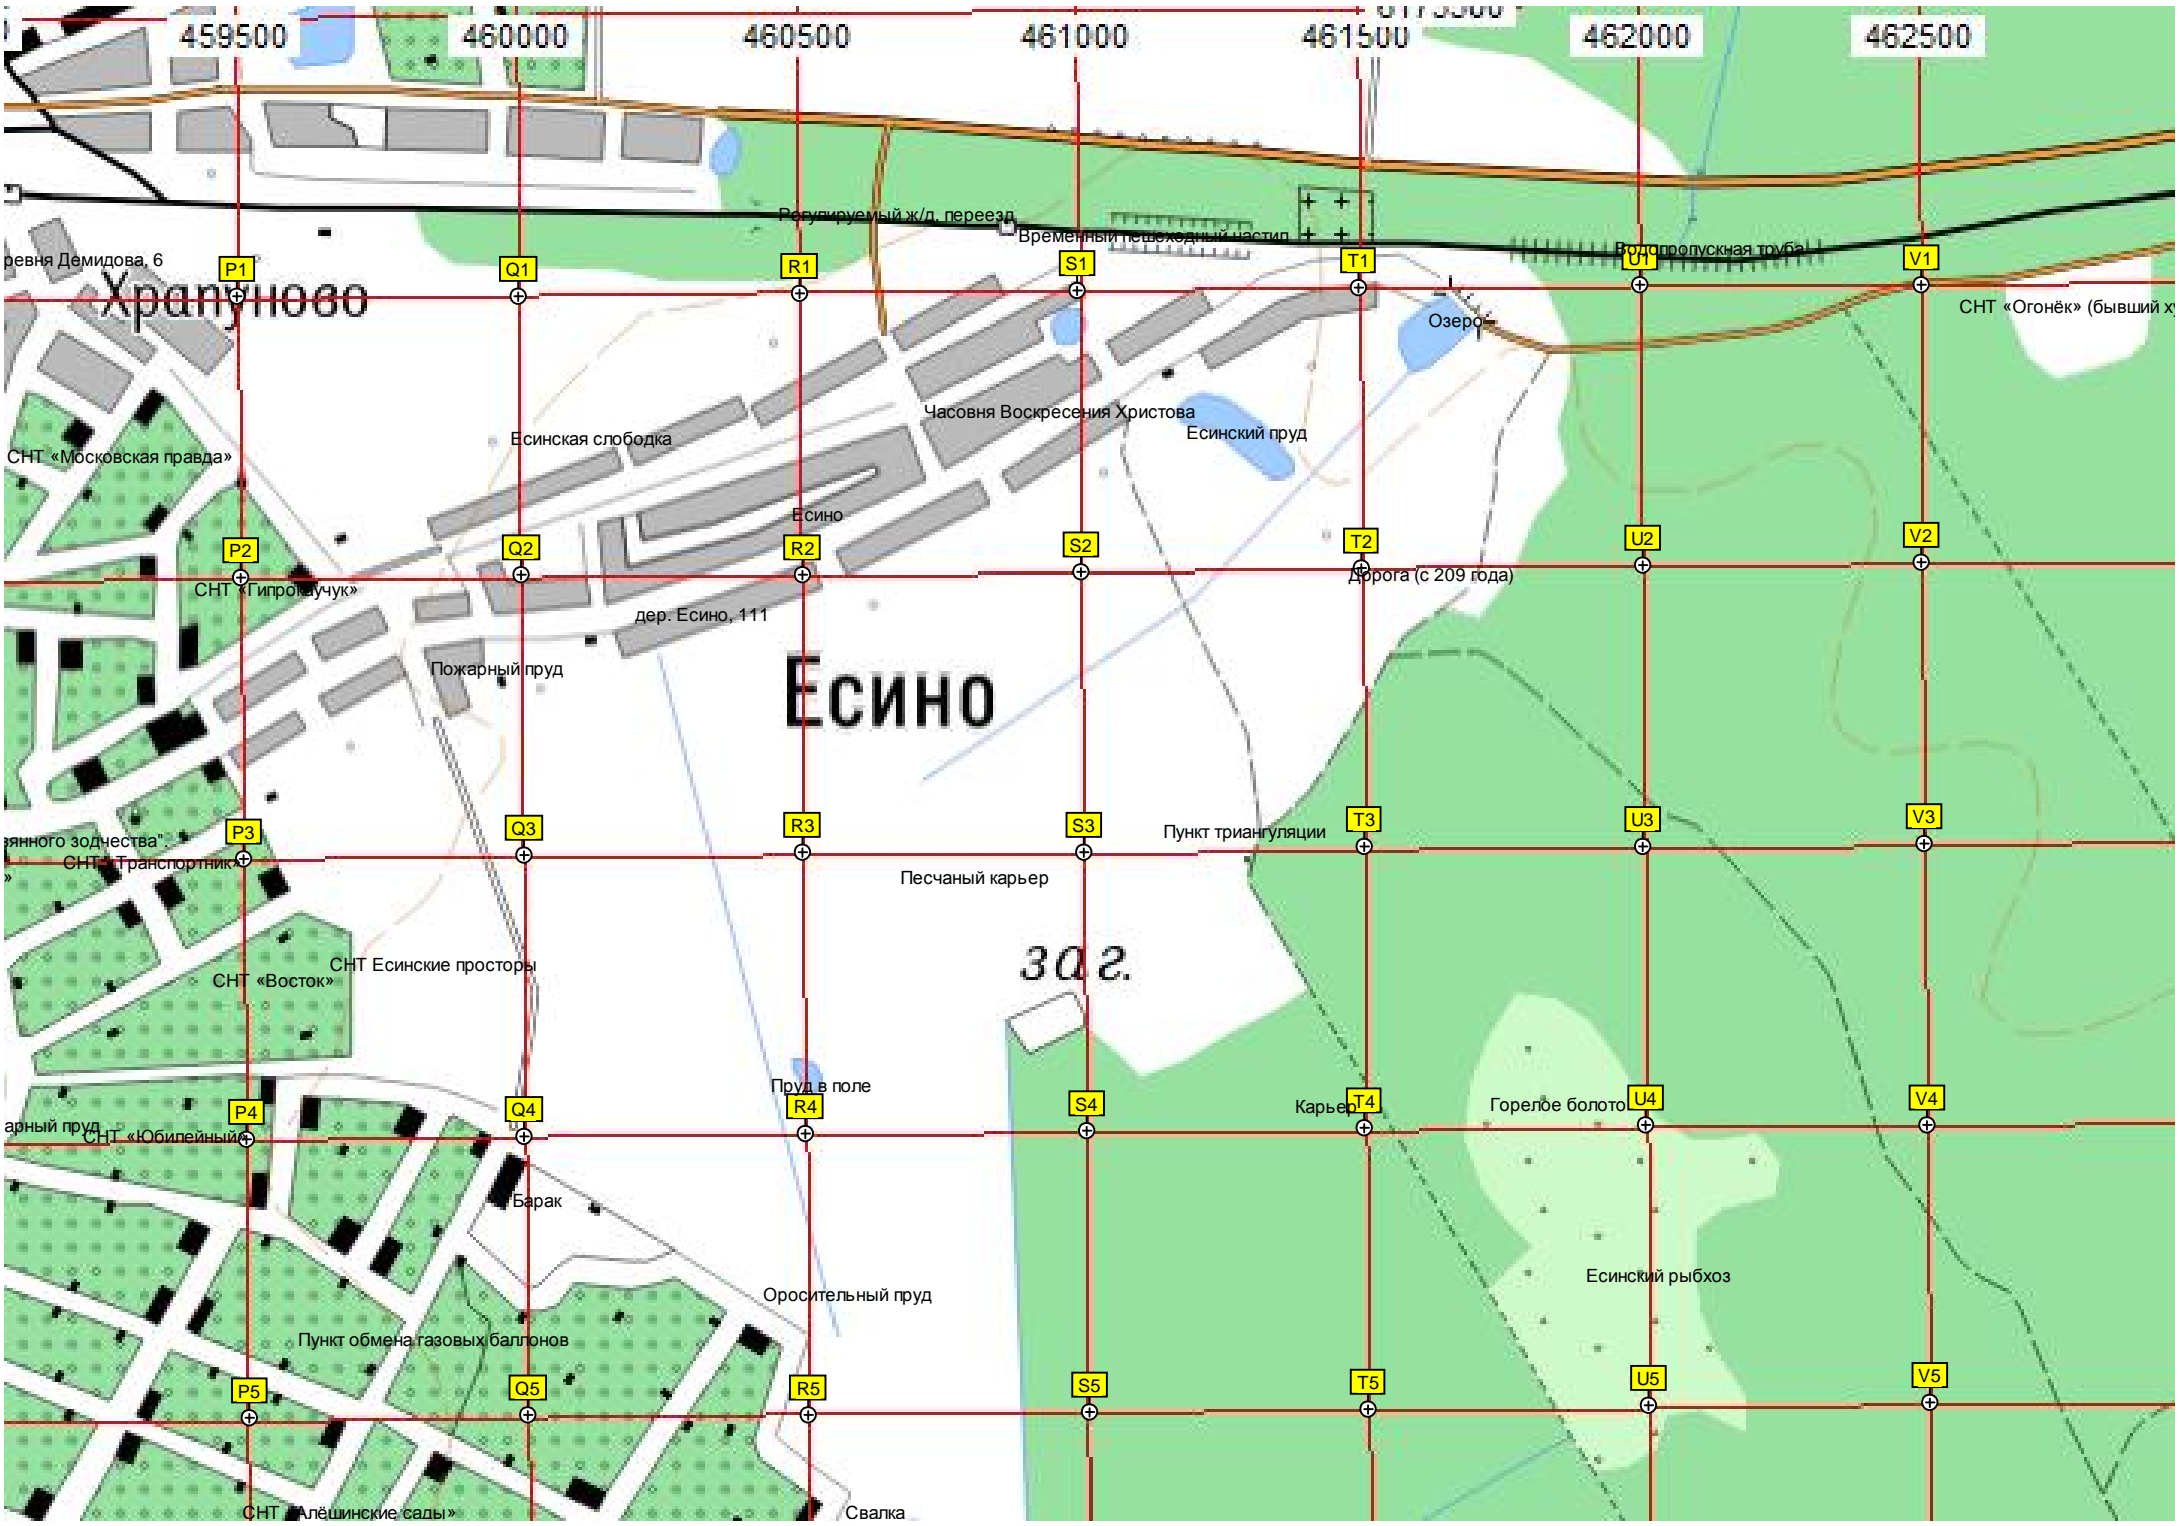 459500 460000 460500 461000 461500 462000 462500
Регулируемый ж/д. переезд
Временный пешеходный настил
Водопропускная труба
Демидова, 6
P1 Q1 R1 S1 T1 U1 V1
Храпуново
СНТ «Огонёк» (бывший
Озеро
Часовня Воскресения Христова
Есинская слободка
Есинский пруд
СНТ «Московская правда»
Есино
P2 Q2 R2 S2 T2 U2 V2
Дорога (с 209 года)
СНТ «Гипрокаучук»
дер. Есино, 111
Пожарный пруд
Есино
P3 Q3 R3 S3 T3 U3 V3
Пункт триангуляции
зодчества".
СНТ «Транспортник»
»
Песчаный карьер
заг.
СНТ Есинские просторы
СНТ «Восток»
Пруд в поле
P4 Q4 R4 S4 T4 U4 V4
Карьер
Горелое болото
пруд
СНТ «Юбилейный»
Барак
Есинский рыбхоз
Оросительный пруд
Пункт обмена газовых баллонов
P5 Q5 R5 S5 T5 U5 V5
СНТ «Алёшинские сады»
Свалка